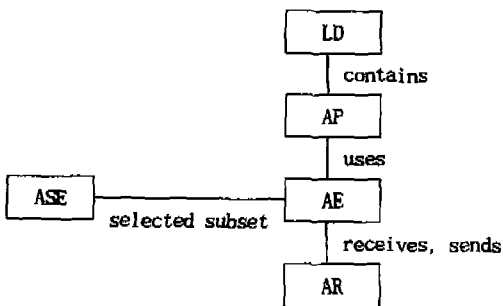 LD
contains
AP
uses
ASE
AE
selected subset
receives, sends
AR